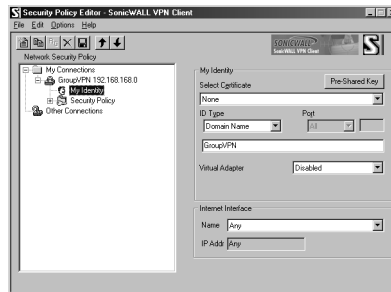 Security Policy Editor - SonicWALL VPN Client
File Edit Options Help
SONICWALL
SonicWALL VPN Client
Network Security Policy
My Connections
GroupVPN 192.168.168.0
My Identity
Security Policy
Other Connections
My Identity
Select Certificate
Pre-Shared Key
None
ID Type
Port
Domain Name
All
GroupVPN
Virtual Adapter
Disabled
Internet Interface
Name
Any
IP Addr
Any